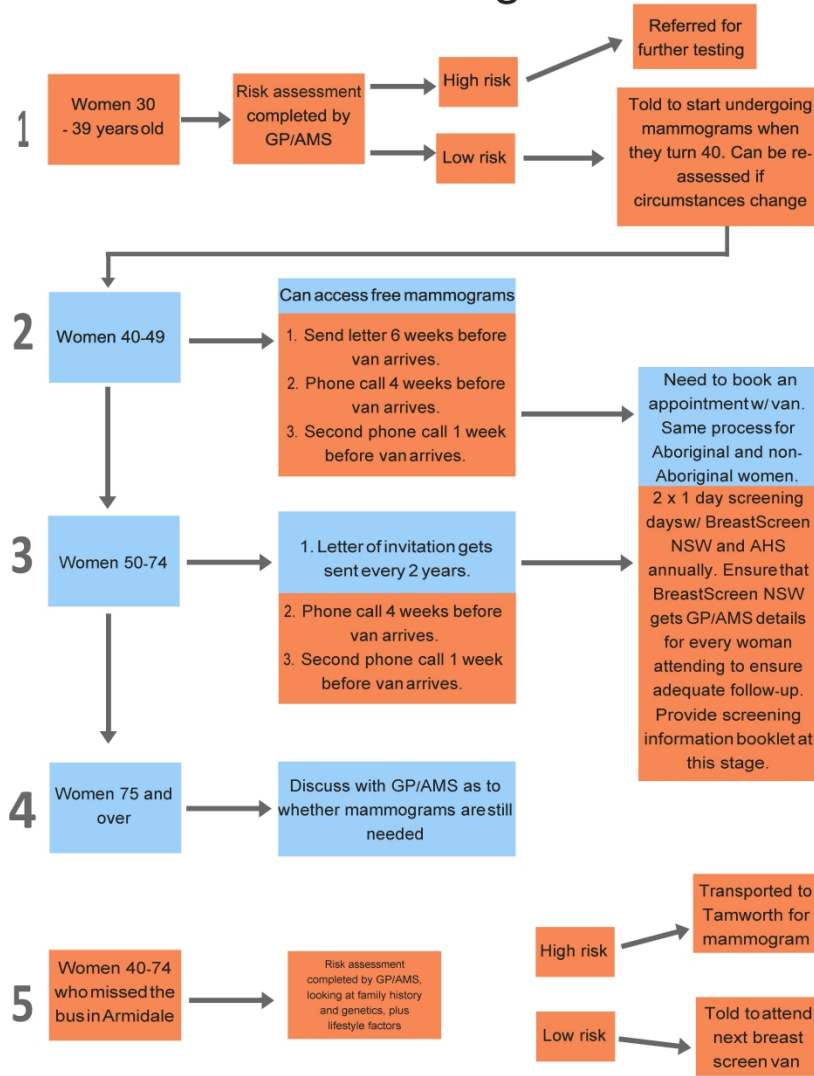 1
Women 30
- 39 years old
Risk assessment
completed by
GP/AMS
High risk
Referred for
further testing
Low risk
Told to start undergoing
mammograms when
they turn 40. Can be re-
assessed if
circumstances change
2
Women 40-49
Can access free mammograms
1. Send letter 6 weeks before
van arrives.
2. Phone call 4 weeks before
van arrives.
3. Second phone call 1 week
before van arrives.
Need to book an
appointment w/ van.
Same process for
Aboriginal and non-
Aboriginal women.
2 x 1 day screening
days w/ BreastScreen
NSW and AHS
annually. Ensure that
BreastScreen NSW
gets GP/AMS details
for every woman
attending to ensure
adequate follow-up.
Provide screening
information booklet at
this stage.
3
Women 50-74
1. Letter of invitation gets
sent every 2 years.
2. Phone call 4 weeks before
van arrives.
3. Second phone call 1 week
before van arrives.
4
Women 75 and
over
Discuss with GP/AMS as to
whether mammograms are still
needed
5
Women 40-74
who missed the
bus in Armidale
Risk assessment
completed by GP/AMS,
looking at family history
and genetics, plus
lifestyle factors
High risk
Transported to
Tamworth for
mammogram
Low risk
Told to attend
next breast
screen van